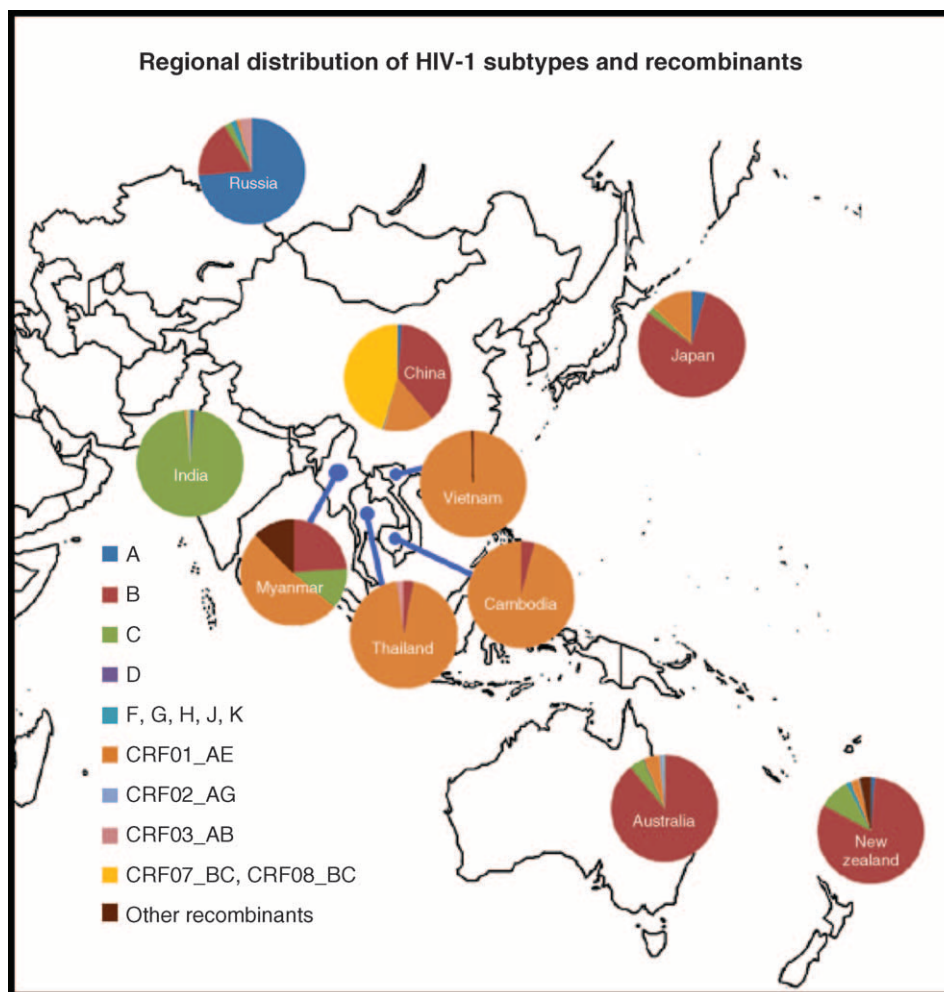 Regional distribution of HIV-1 subtypes and recombinants
Russia
Japan
China
India
Vietnam
Myanmar
Cambodia
Thailand
A
B
C
D
F, G, H, J, K
CRF01_AE
CRF02_AG
CRF03_AB
CRF07_BC, CRF08_BC
Other recombinants
Australia
New
zealand